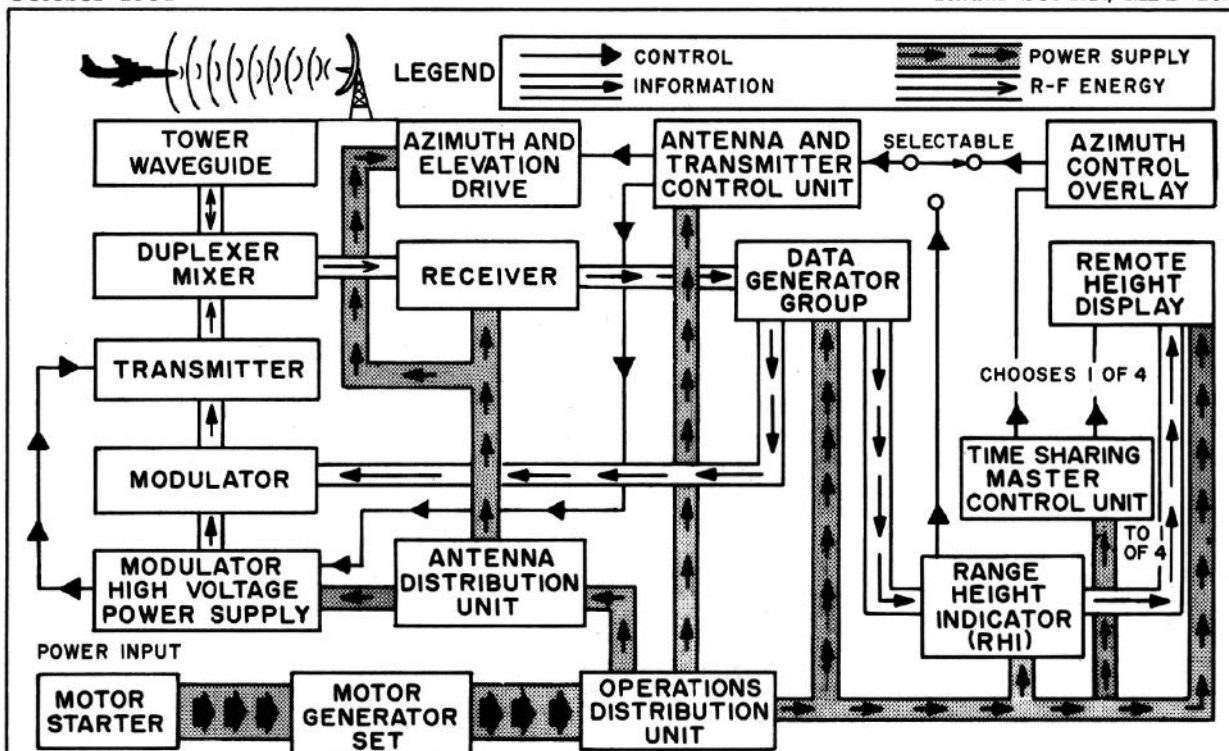 LEGEND
CONTROL
INFORMATION
POWER SUPPLY
R-F ENERGY
TOWER
WAVEGUIDE
AZIMUTH AND
ELEVATION
DRIVE
ANTENNA AND
TRANSMITTER
CONTROL UNIT
SELECTABLE
AZIMUTH
CONTROL
OVERLAY
DUPLEXER
MIXER
RECEIVER
DATA
GENERATOR
GROUP
REMOTE
HEIGHT
DISPLAY
TRANSMITTER
CHOOSES 1 OF 4
MODULATOR
TIME SHARING
MASTER
CONTROL UNIT
TO 1
OF 4
MODULATOR
HIGH VOLTAGE
POWER SUPPLY
ANTENNA
DISTRIBUTION
UNIT
RANGE
HEIGHT
INDICATOR
(RHI)
POWER INPUT
MOTOR
STARTER
MOTOR
GENERATOR
SET
OPERATIONS
DISTRIBUTION
UNIT